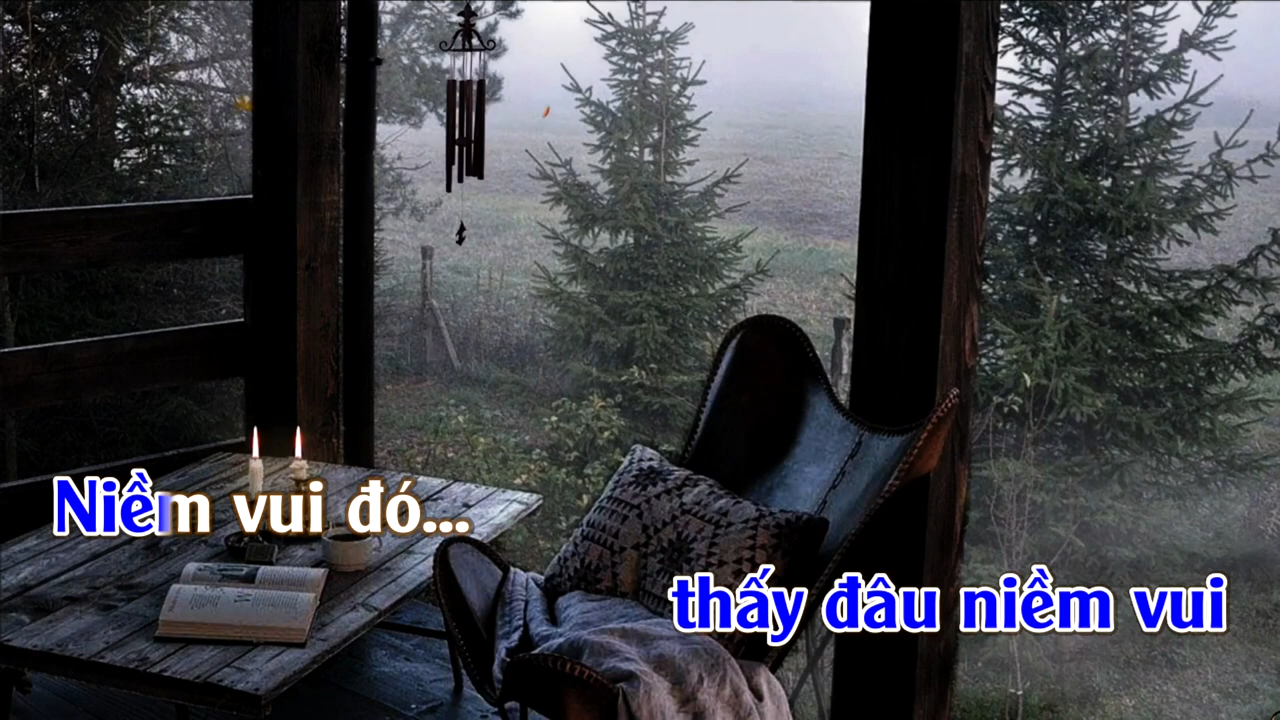 Niềm vui đó...
thấy đâu niềm vui